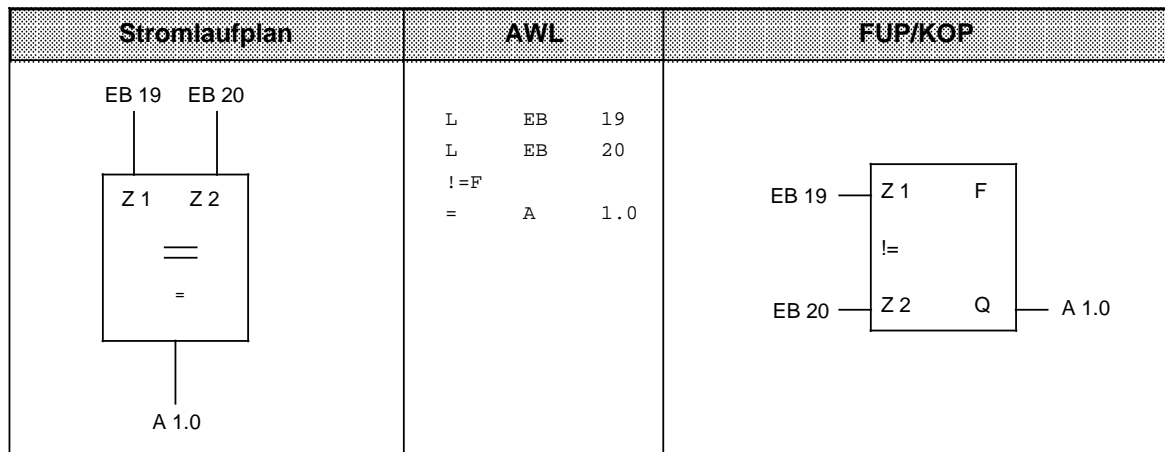 Stromlaufplan AWL FUP/KOP
EB 19 EB 20
Z 1 Z 2
=
A 1.0
L EB 19
L EB 20
!=F
= A 1.0
EB 19 Z 1 F
!=
EB 20 Z 2 Q A 1.0